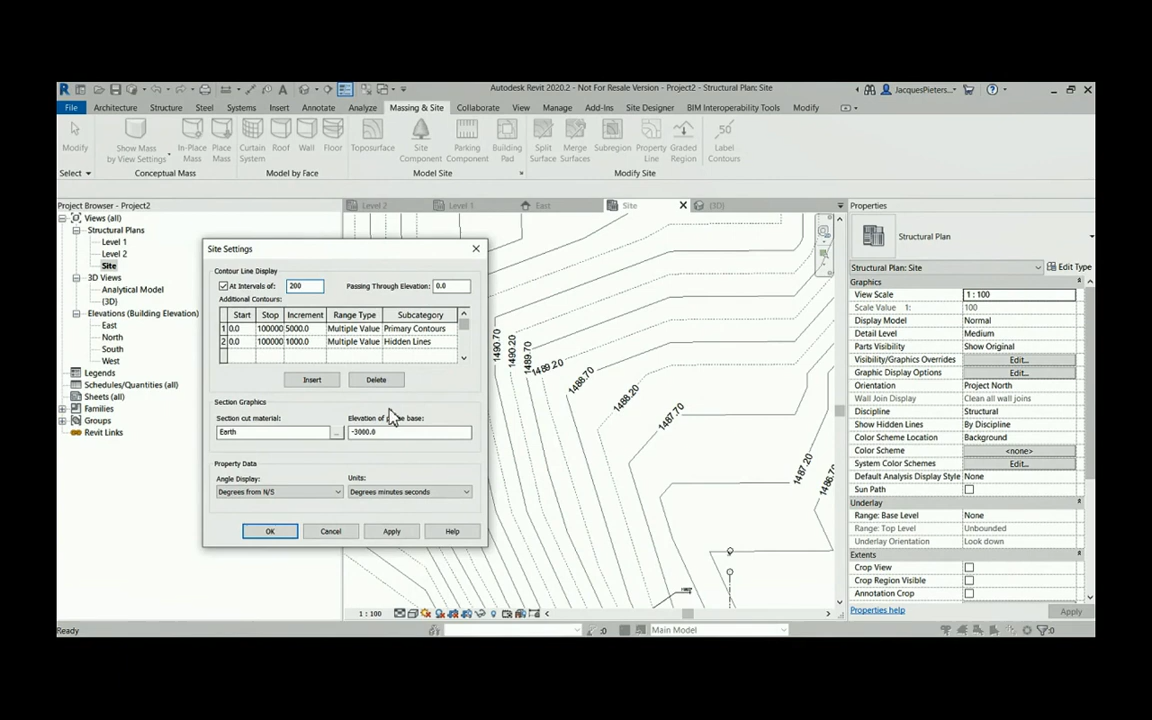 Autodesk Revit 2020.2 - Not For Resale Version - Project2 - Structural Plan: Site
JacquesPieters...
File Architecture Structure Steel Systems Insert Annotate Analyze Massing & Site Collaborate View Manage Add-Ins Site Designer BIM Interoperability Tools Modify
Modify
Show Mass
by View Settings
In-Place
Mass
Place
Mass
Curtain
System
Roof
Wall
Floor
Toposurface
Site
Component
Parking
Component
Building
Pad
Split
Surface
Merge
Surfaces
Subregion
Property
Line
Graded
Region
50
Label
Contours
Select
Conceptual Mass
Model by Face
Model Site
Modify Site
Project Browser - Project2
Views (all)
Structural Plans
Level 1
Level 2
Site
3D Views
Analytical Model
{3D}
Elevations (Building Elevation)
East
North
South
West
Legends
Schedules/Quantities (all)
Sheets (all)
Families
Groups
Revit Links
Level 2
Level 1
East
Site
{3D}
Site Settings
Contour Line Display
At Intervals of: 200
Passing Through Elevation: 0.0
Additional Contours:
Start Stop Increment Range Type Subcategory
1 0.0 100000 5000.0 Multiple Value Primary Contours
2 0.0 100000 1000.0 Multiple Value Hidden Lines
Insert
Delete
Section Graphics
Section cut material:
Earth
...
-3000.0
Property Data
Angle Display:
Degrees from N/S
Units:
Degrees minutes seconds
OK
Cancel
Apply
Help
1490.70
1490.20
1489.70
1489.20
1488.70
1488.20
1487.70
1487.20
1486.70
Properties
Structural Plan
Structural Plan: Site
Edit Type
Graphics
View Scale 1 : 100
Scale Value 1: 100
Display Model Normal
Detail Level Medium
Parts Visibility Show Original
Visibility/Graphics Overrides Edit...
Graphic Display Options Edit...
Orientation Project North
Wall Join Display Clean all wall joins
Discipline Structural
Show Hidden Lines By Discipline
Color Scheme Location Background
Color Scheme <none>
System Color Schemes Edit...
Default Analysis Display Style None
Sun Path
Underlay
Range: Base Level None
Range: Top Level Unbounded
Underlay Orientation Look down
Extents
Crop View
Crop Region Visible
Annotation Crop
Properties help
Apply
1 : 100
Ready
:0
Main Model
:0